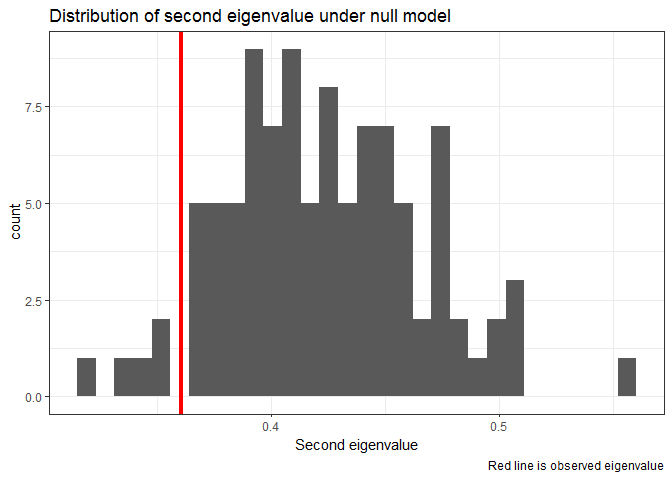 Distribution of second eigenvalue under null model
7.5
5.0
2.5
0.0
count
0.4
0.5
Second eigenvalue
Red line is observed eigenvalue